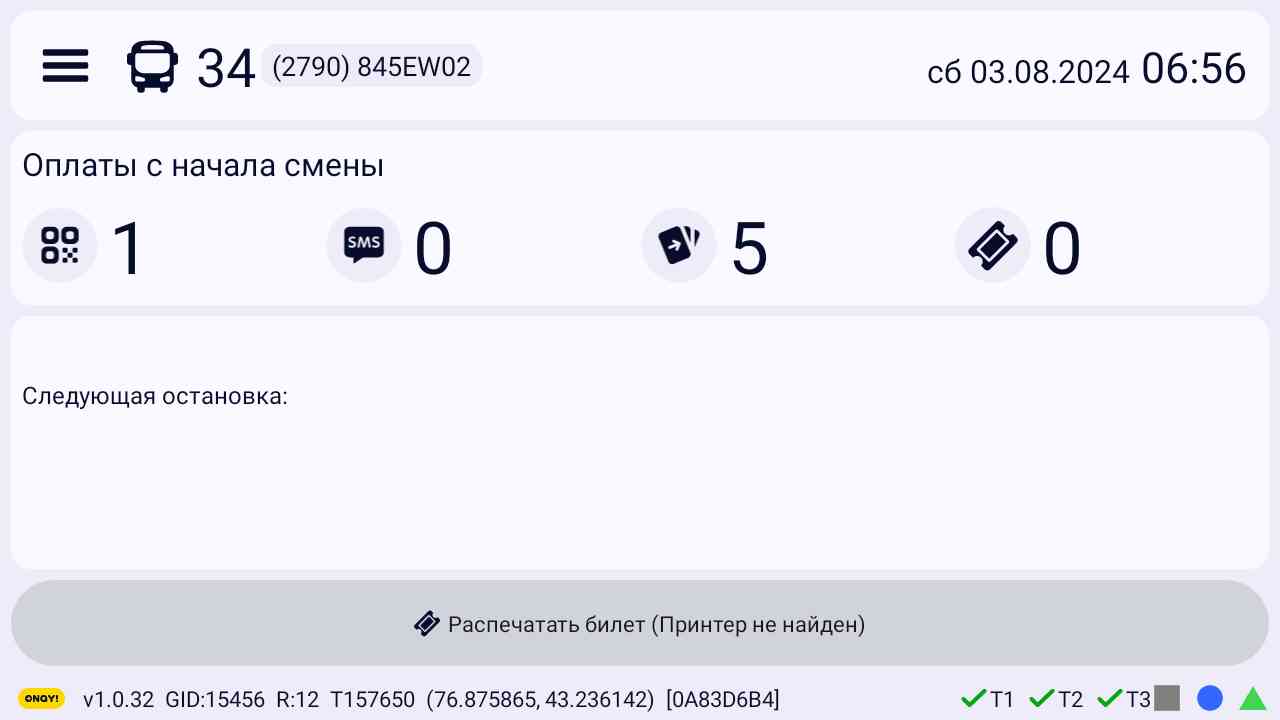 34 (2790) 845EW02 сб 03.08.2024 06:56
Оплаты с начала смены
1 SMS 0 5 0
Следующая остановка:
Распечатать билет (Принтер не найден)
ONAY! v1.0.32 GID:15456 R:12 T157650 (76.875865, 43.236142) [0A83D6B4] T1 T2 T3